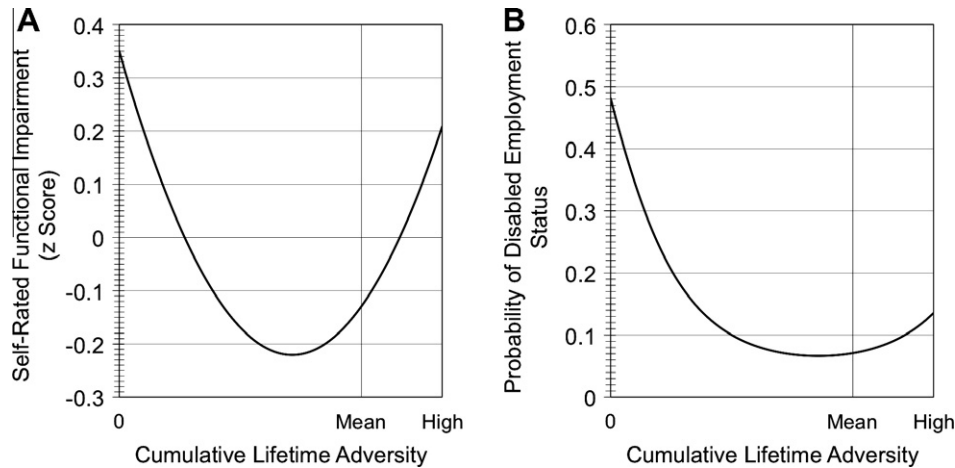 A
Self-Rated Functional Impairment
(z Score)
0.4
0.3
0.2
0.1
0
-0.1
-0.2
-0.3
0 Mean High
Cumulative Lifetime Adversity
B
Probability of Disabled Employment
Status
0.6
0.5
0.4
0.3
0.2
0.1
0
0 Mean High
Cumulative Lifetime Adversity